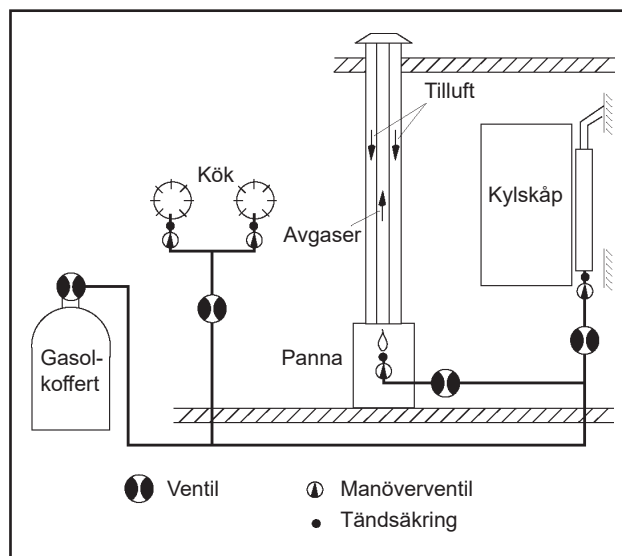 Tilluft
Kök
Kylskåp
Avgaser
Gasol-
koffert
Panna
Ventil
Manöverventil
Tändsäkring